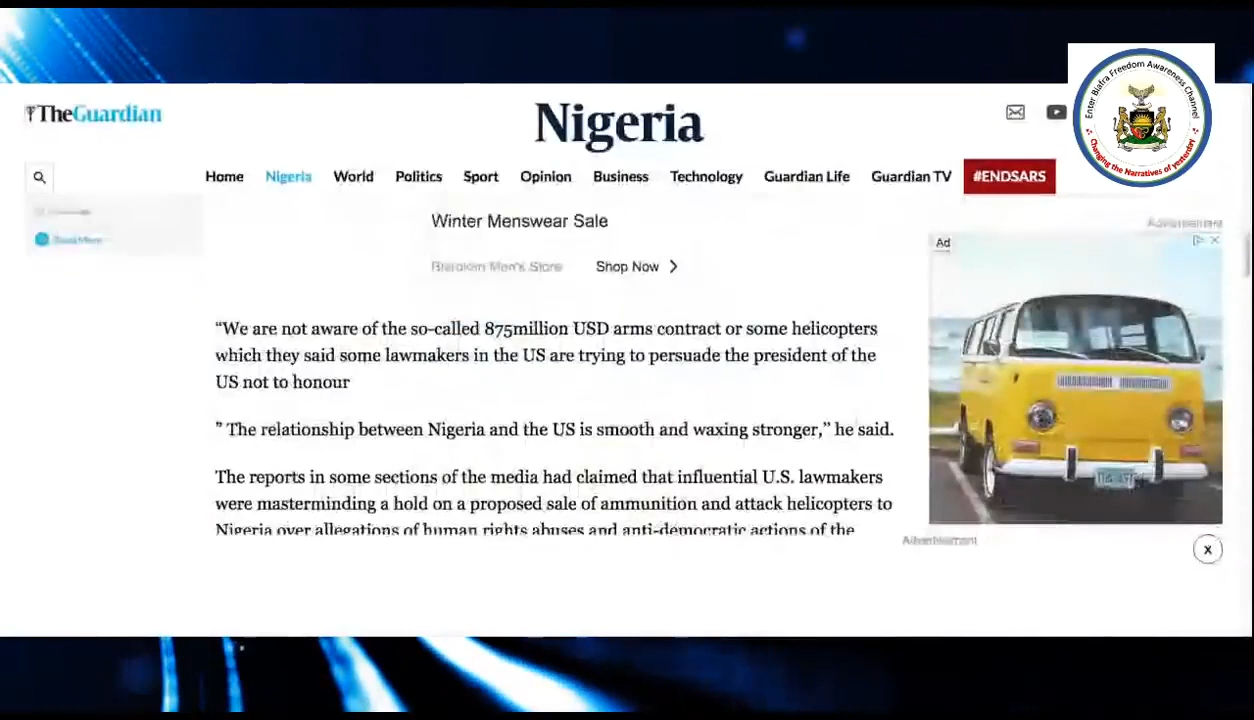 TheGuardian
Nigeria
Home Nigeria World Politics Sport Opinion Business Technology Guardian Life Guardian TV #ENDSARS
Enter Biafra Freedom Awareness Channel
Changing the Narratives of Yesterday
Read More
Winter Menswear Sale
Men's Store Shop Now
Advertisement
Ad
“We are not aware of the so-called 875million USD arms contract or some helicopters
which they said some lawmakers in the US are trying to persuade the president of the
US not to honour
” The relationship between Nigeria and the US is smooth and waxing stronger,” he said.
The reports in some sections of the media had claimed that influential U.S. lawmakers
were masterminding a hold on a proposed sale of ammunition and attack helicopters to
Nigeria over allegations of human rights abuses and anti-democratic actions of the
Advertisement
x